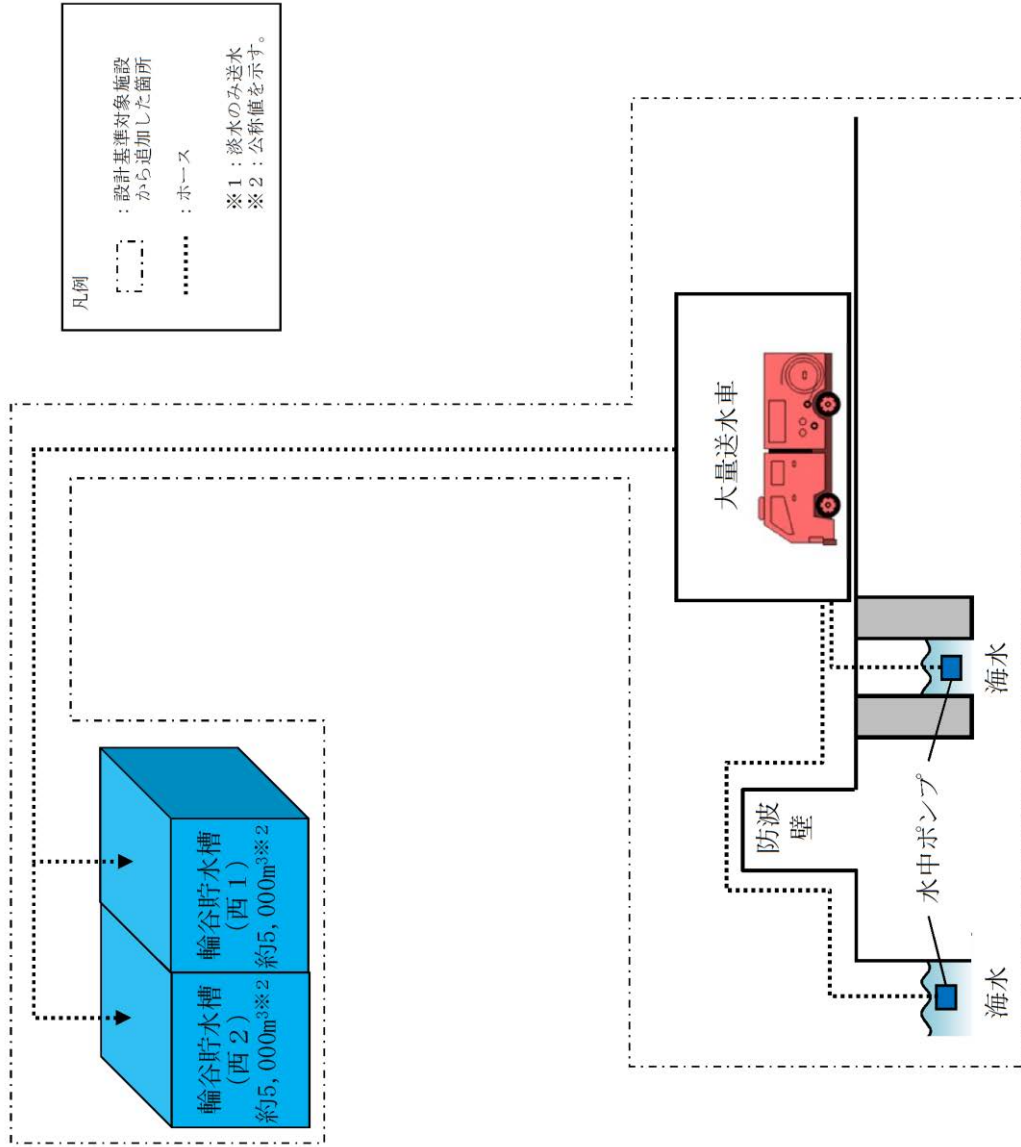 凡例
：設計基準対象施設
から追加した箇所
：ホース
※１：淡水のみ送水
※２：公称値を示す。
輪谷貯水槽
(西２)
約5,000m³※２
輪谷貯水槽
(西１)
約5,000m³※２
大量送水車
防波
壁
水中ポンプ
海水
海水